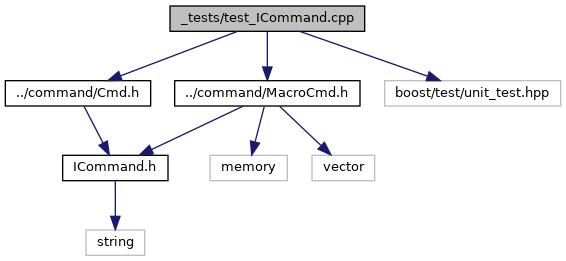 _tests/test_ICommand.cpp
../command/Cmd.h
../command/MacroCmd.h
boost/test/unit_test.hpp
ICommand.h
memory
vector
string